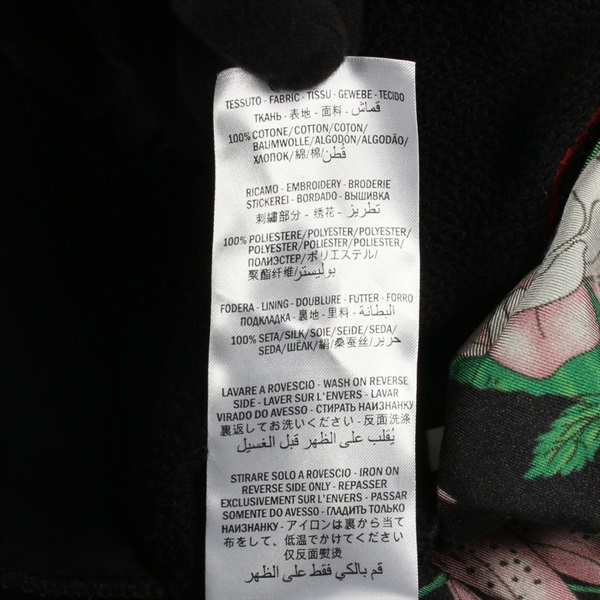 TESSUTO - FABRIC - TISSU - GEWEBE - TECIDO
ТКАНЬ - 表地 - 面料 - قماش
100% COTONE/COTTON/COTON/
BAUMWOLLE/ALGODÓN/ALGODÃO/
ХЛОПОК/綿/棉/قطن
RICAMO - EMBROIDERY - BRODERIE
STICKEREI - BORDADO - ВЫШИВКА
刺繍部分 - 绣花 - تطريز
100% POLIESTERE/POLYESTER/POLYESTER/
POLYESTER/POLIÉSTER/POLIÉSTER/
ПОЛИЭСТЕР/ポリエステル/
聚酯纤维/بوليستر
FODERA - LINING - DOUBLURE - FUTTER - FORRO
ПОДКЛАДКА - 裏地 - 里料 - البطانة
100% SETA/SILK/SOIE/SEIDE/SEDA/
SEDA/ШЁЛК/絹/桑蚕丝/حرير
LAVARE A ROVESCIO - WASH ON REVERSE
SIDE - LAVER SUR L'ENVERS - LAVAR
VIRADO DO AVESSO - СТИРАТЬ НАИЗНАНКУ
裏返してお洗いください - 反面洗涤
يُقلب على الظهر قبل الغسيل
STIRARE SOLO A ROVESCIO - IRON ON
REVERSE SIDE ONLY - REPASSER
EXCLUSIVEMENT SUR L'ENVERS - PASSAR
SOMENTE DO AVESSO - ГЛАДИТЬ ТОЛЬКО
НАИЗНАНКУ - アイロンは裏から当て
布をして、低温でかけてください
仅反面熨烫
قم بالكي فقط على الظهر